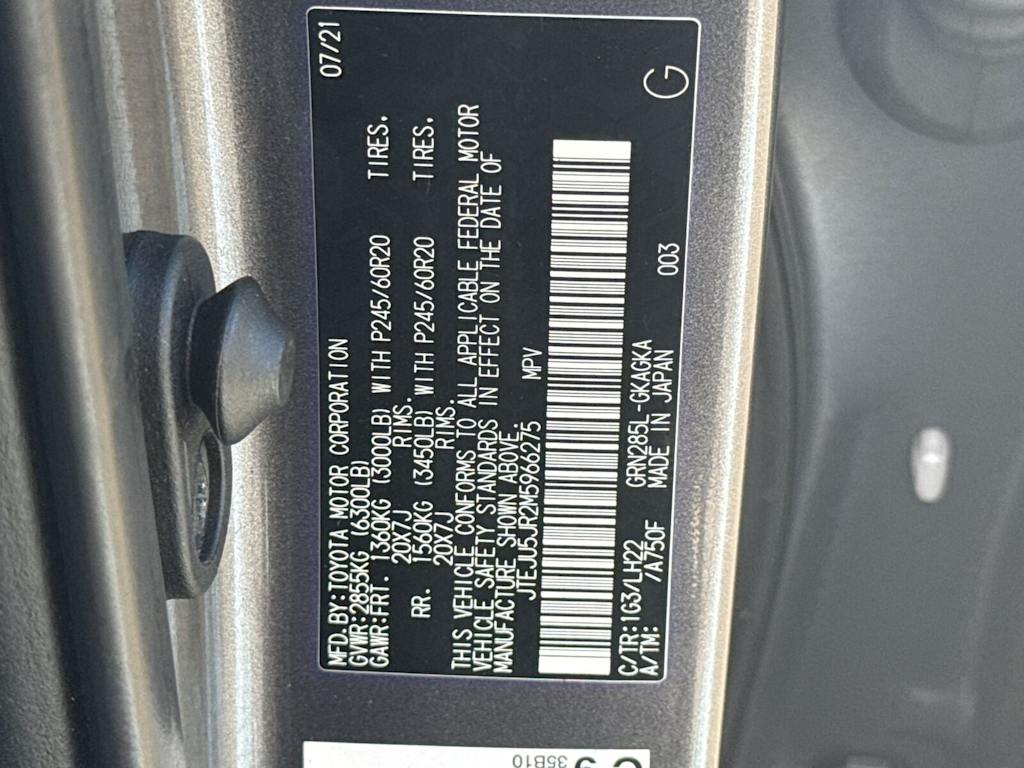 MFD. BY:TOYOTA MOTOR CORPORATION 07/21
GVWR:2855KG (6300LB)
GAWR:FRT. 1360KG (3000LB) WITH P245/60R20 TIRES.
20X7J RIMS.
RR. 1560KG (3450LB) WITH P245/60R20 TIRES.
20X7J RIMS.
THIS VEHICLE CONFORMS TO ALL APPLICABLE FEDERAL MOTOR
VEHICLE SAFETY STANDARDS IN EFFECT ON THE DATE OF
MANUFACTURE SHOWN ABOVE.
JTEJU5JR2M5966275 MPV
C/TR:1G3/LH22 GRN285L-GKAGKA
A/TM: /A750F MADE IN JAPAN 003 G
35B10